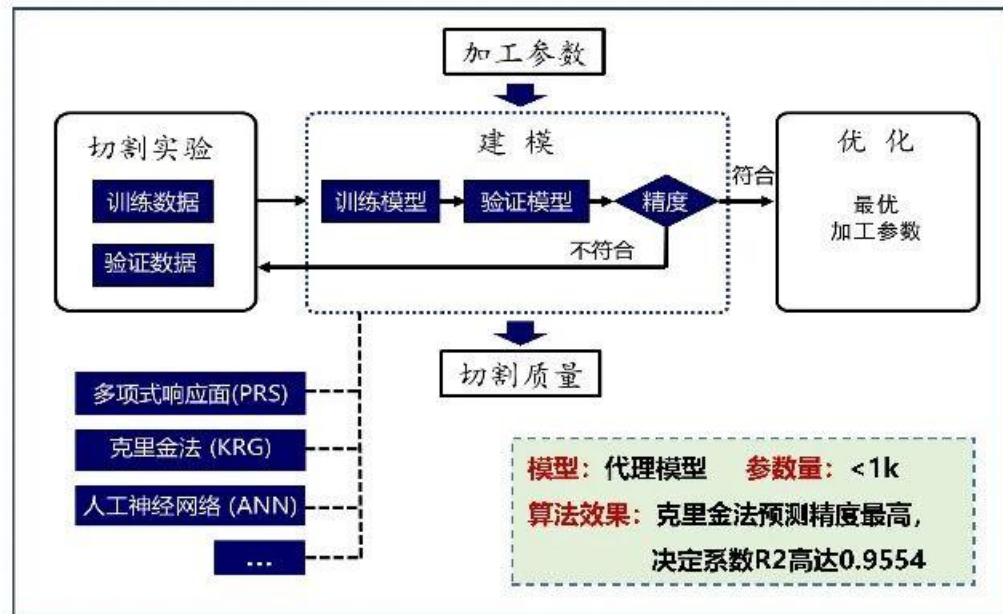 加工参数
切割实验
训练数据
验证数据
建模
训练模型
验证模型
精度
符合
不符合
优化
最优
加工参数
切割质量
多项式响应面(PRS)
克里金法 (KRG)
人工神经网络 (ANN)
...
模型：代理模型 参数量：<1k
算法效果：克里金法预测精度最高，
决定系数R2高达0.9554